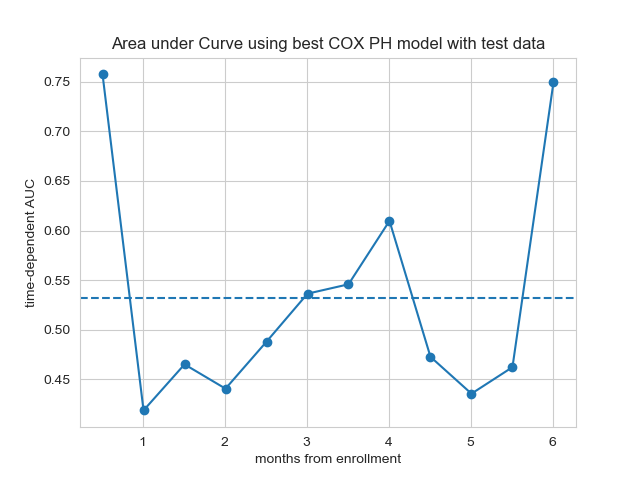 Area under Curve using best COX PH model with test data
time-dependent AUC
0.75
0.70
0.65
0.60
0.55
0.50
0.45
1 2 3 4 5 6
months from enrollment